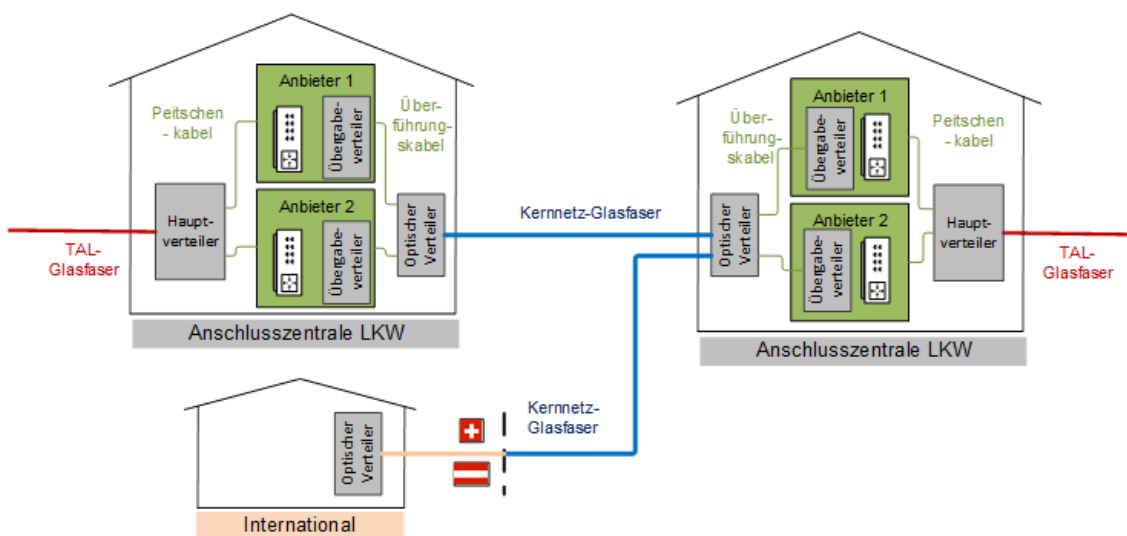 Anbieter 1
Peitschen
- kabel
Übergabe-
verteiler
Über-
führung-
skabel
Haupt-
verteiler
Anbieter 2
Übergabe-
verteiler
Optischer
Verteiler
TAL-
Glasfaser
Anschlusszentrale LKW
Kernnetz-Glasfaser
Anbieter 1
Über-
führung-
skabel
Übergabe-
verteiler
Peitschen
- kabel
Optischer
Verteiler
Anbieter 2
Übergabe-
verteiler
Haupt-
verteiler
TAL-
Glasfaser
Anschlusszentrale LKW
Kernnetz-
Glasfaser
Optischer
Verteiler
International